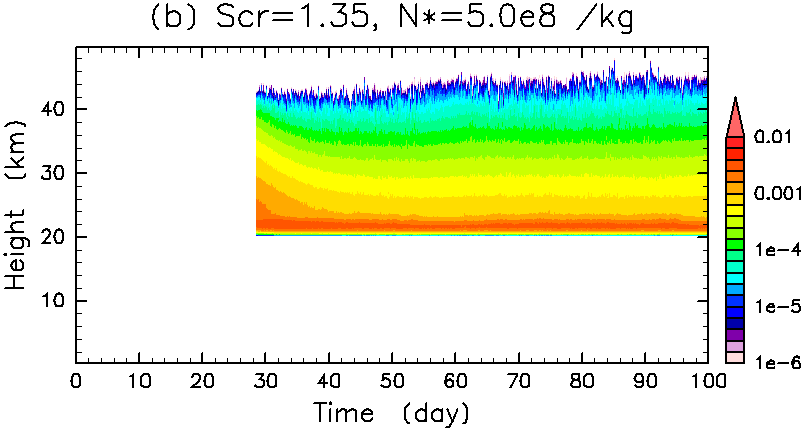 (b) Scr=1.35, N*=5.0e8 /kg
Height (km)
40
30
20
10
0 10 20 30 40 50 60 70 80 90 100
Time (day)
0.01
0.001
1e-4
1e-5
1e-6